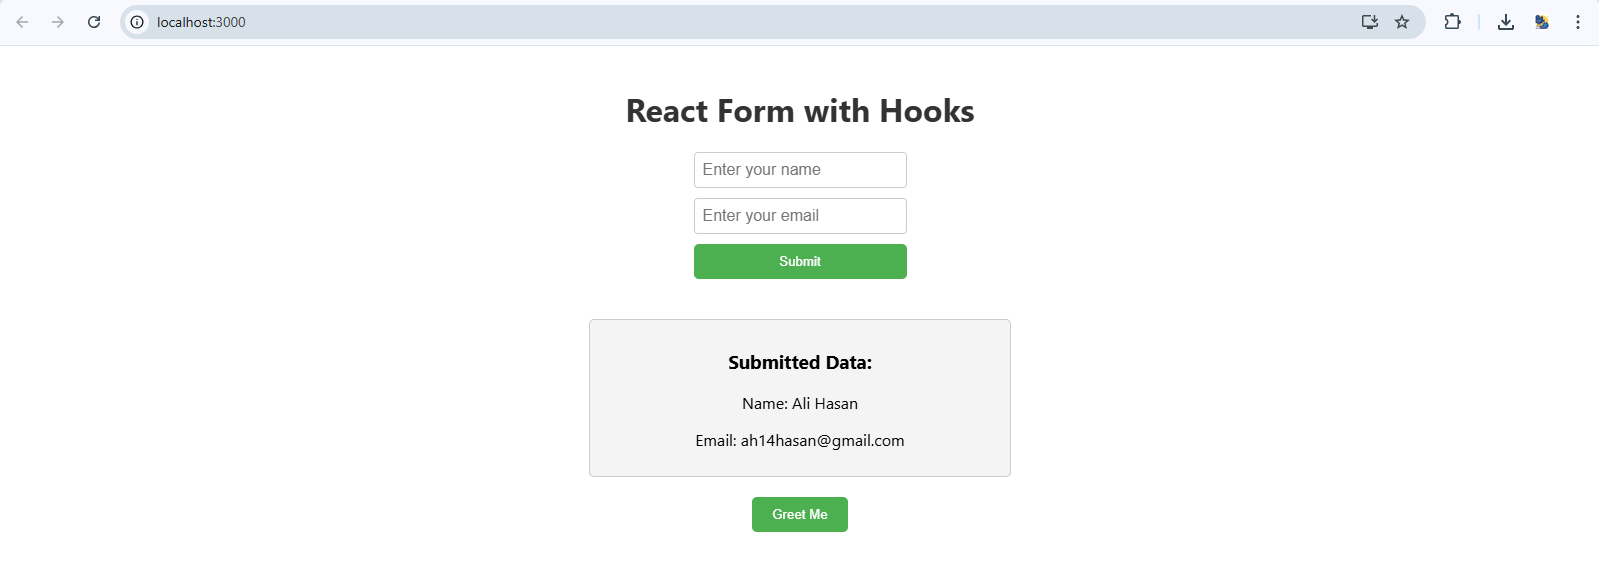 localhost:3000
React Form with Hooks
Enter your name
Enter your email
Submit
Submitted Data:
Name: Ali Hasan
Email: ah14hasan@gmail.com
Greet Me